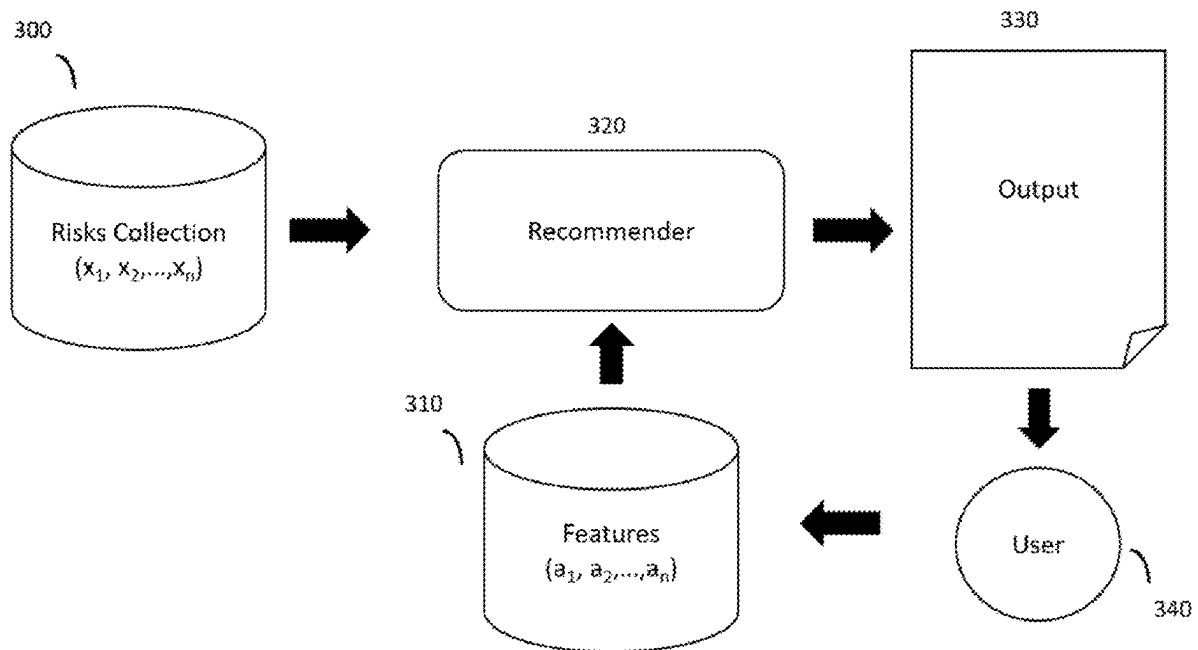 300
Risks Collection
(x₁, x₂,...,xₙ)
320
Recommender
330
Output
310
Features
(a₁, a₂,...,aₙ)
User
340